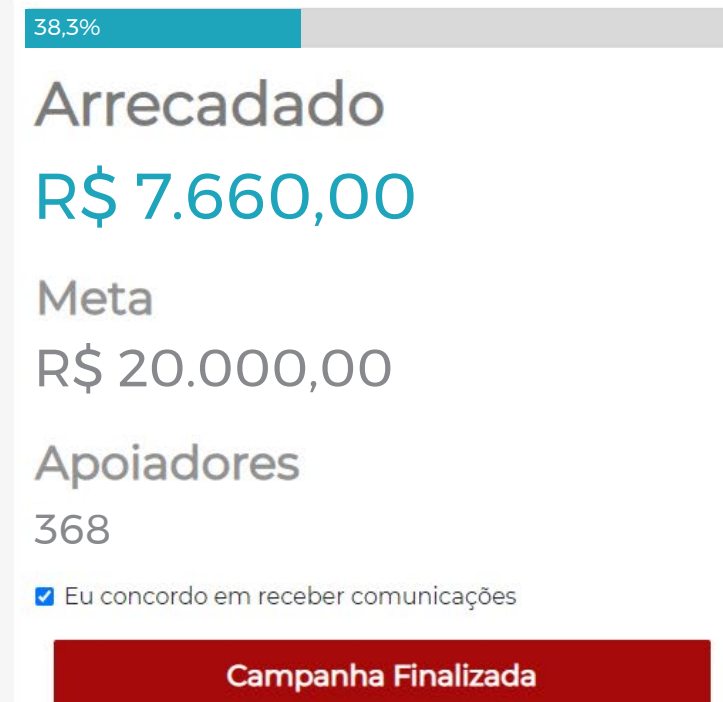 38,3%
Arrecadado
R$ 7.660,00
Meta
R$ 20.000,00
Apoiadores
368
Eu concordo em receber comunicações
Campanha Finalizada